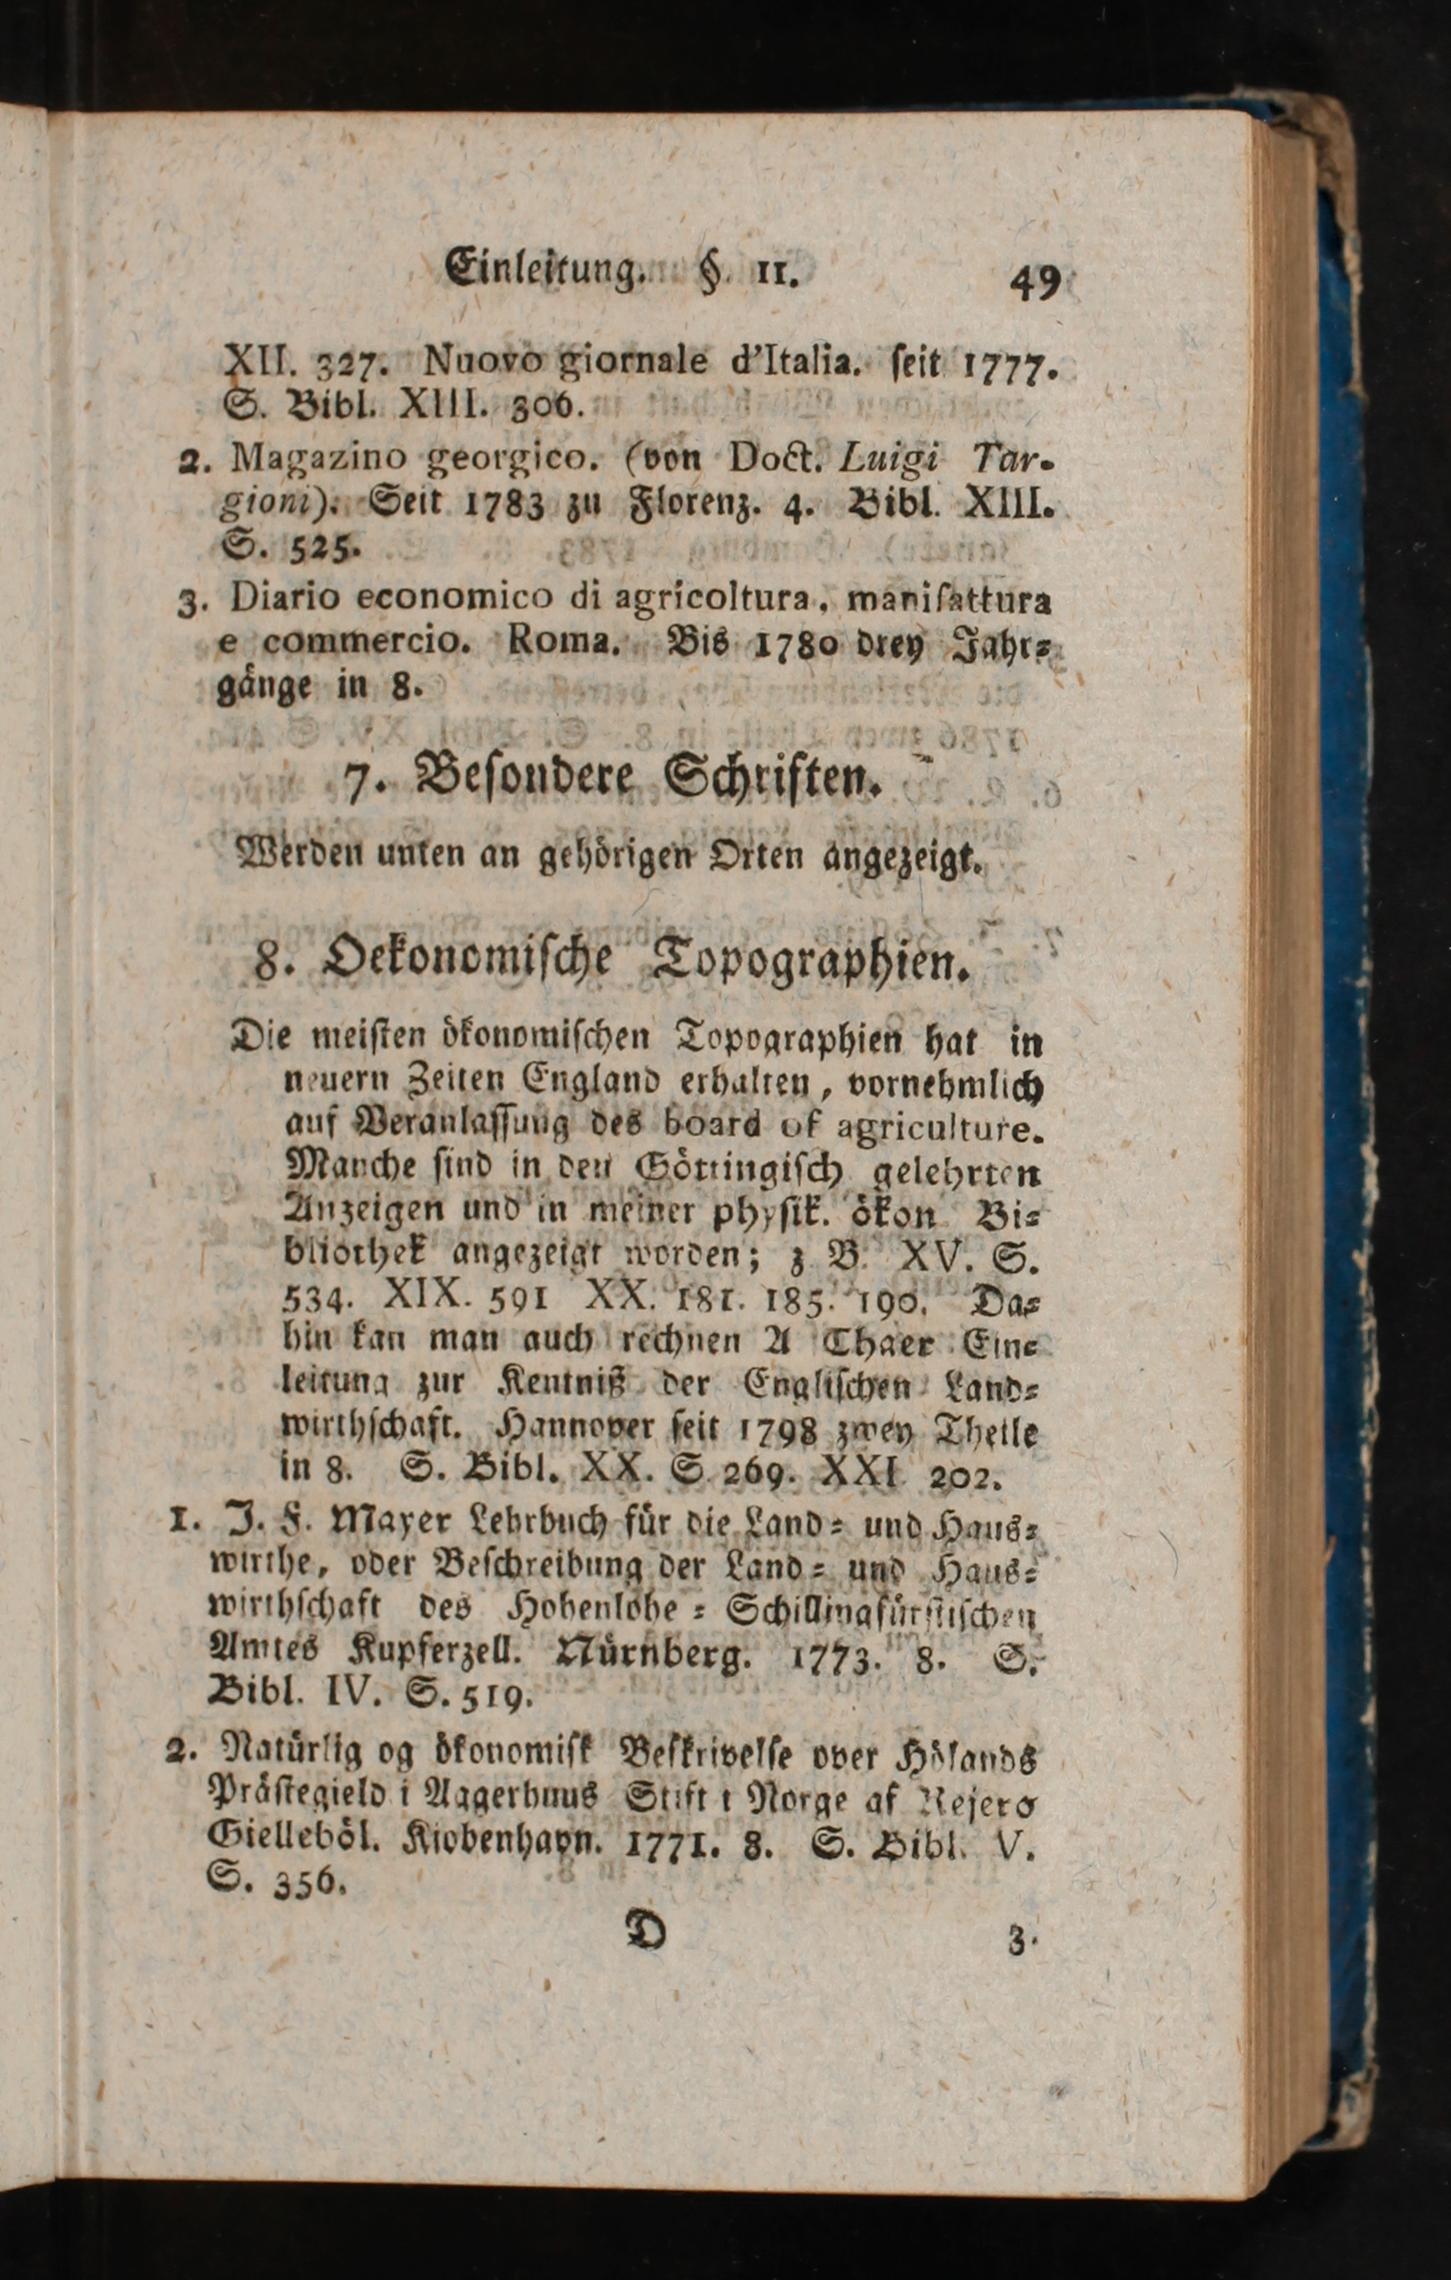 Einleitung. §. 11. 49
XII. 327. Nuovo giornale d'Italia. ſeit 1777.
S. Bibl. XIII. 306.
2. Magazino georgico. (von Doct. Luigi Tar-
gioni). Seit 1783 zu Florenz. 4. Bibl. XIII.
S. 525.
3. Diario economico di agricoltura, manifattura
e commercio. Roma. Bis 1780 drey Jahr-
gänge in 8.
7. Beſondere Schriften.
Werden unten an gehörigen Orten angezeigt.
8. Oekonomiſche Topographien.
Die meiſten ökonomiſchen Topographien hat in
neuern Zeiten England erhalten, vornehmlich
auf Veranlaſſung des board of agriculture.
Manche ſind in den Göttingiſch gelehrten
Anzeigen und in meiner phyſik. ökon Bi-
bliothek angezeigt worden; z B. XV. S.
534. XIX. 591 XX. 181. 185. 190. Da-
hin kan man auch rechnen A Thaer Ein-
leitung zur Kentniß der Engliſchen Land-
wirthſchaft. Hannover ſeit 1798 zwey Theile
in 8. S. Bibl. XX. S 269. XXI 202.
1. J. F. Mayer Lehrbuch für die Land- und Haus-
wirthe, oder Beſchreibung der Land- und Haus-
wirthſchaft des Hohenlohe-Schillingsfürſtiſchen
Amtes Kupferzell. Nürnberg. 1773. 8. S.
Bibl. IV. S. 519.
2. Natürlig og ökonomiſk Beſkrivelſe over Hölands
Präſtegield i Aggerhuus Stift i Norge af Rejero
Gielleböl. Kiobenhavn. 1771. 8. S. Bibl. V.
S. 356.
D 3.